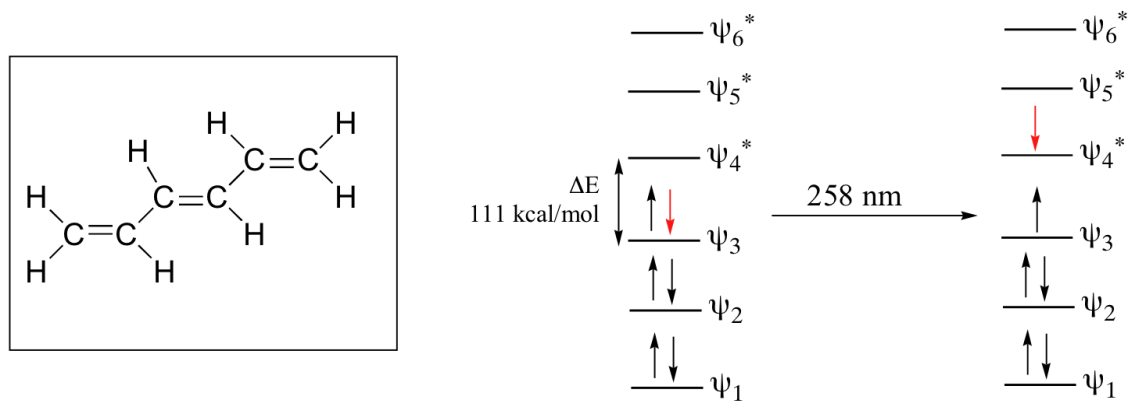 H H
H C=C
H C=C H
C=C H
H H
ψ6*
ψ5*
ψ4*
ΔE
111 kcal/mol
ψ3
ψ2
ψ1
258 nm
ψ6*
ψ5*
ψ4*
ψ3
ψ2
ψ1